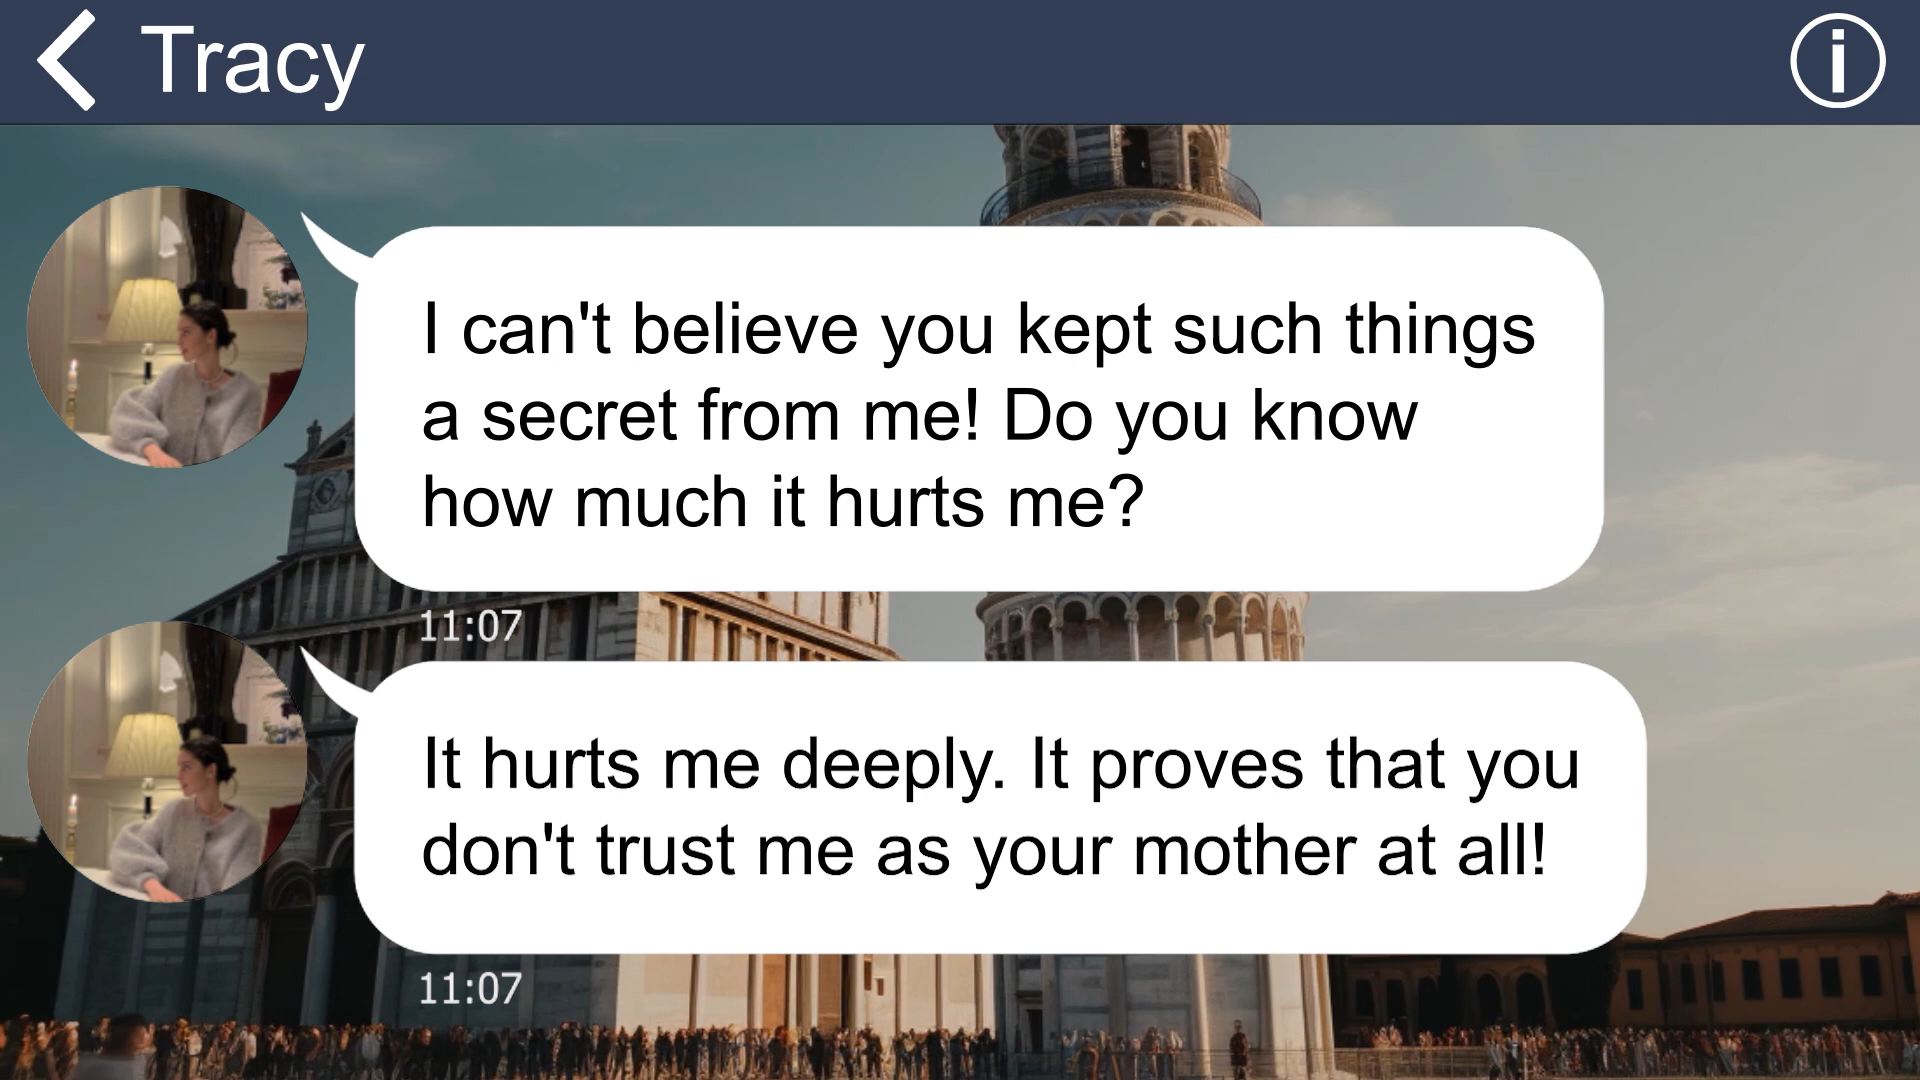 Tracy
I can't believe you kept such things
a secret from me! Do you know
how much it hurts me?
11:07
It hurts me deeply. It proves that you
don't trust me as your mother at all!
11:07